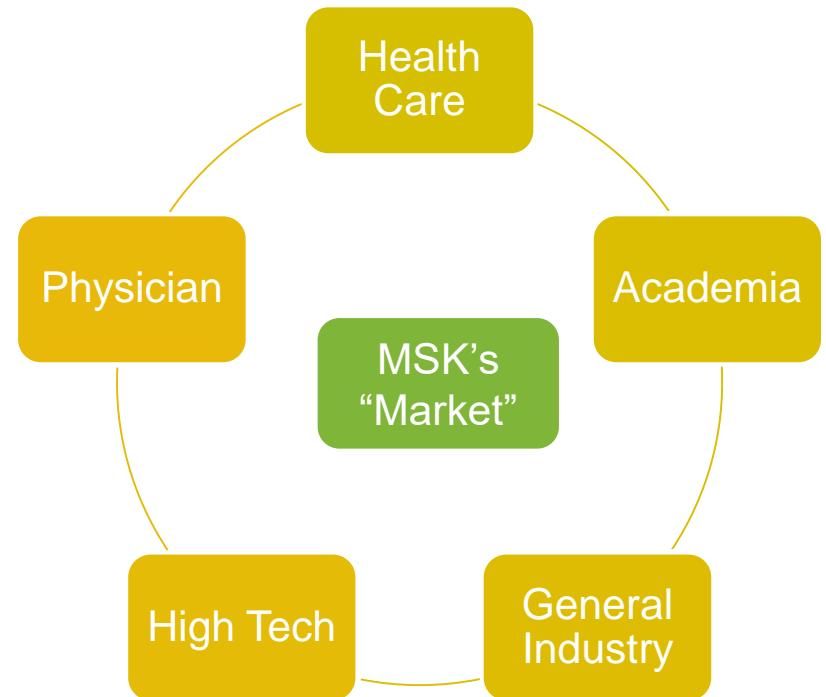 Health
Care
Physician
Academia
MSK’s
“Market”
High Tech
General
Industry